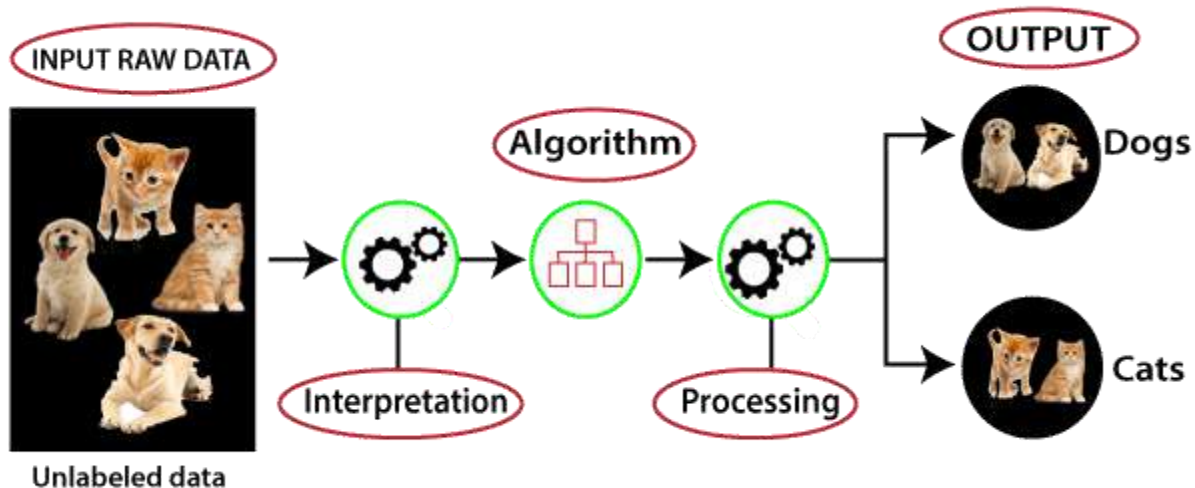 INPUT RAW DATA
Unlabeled data
Interpretation
Algorithm
Processing
OUTPUT
Dogs
Cats